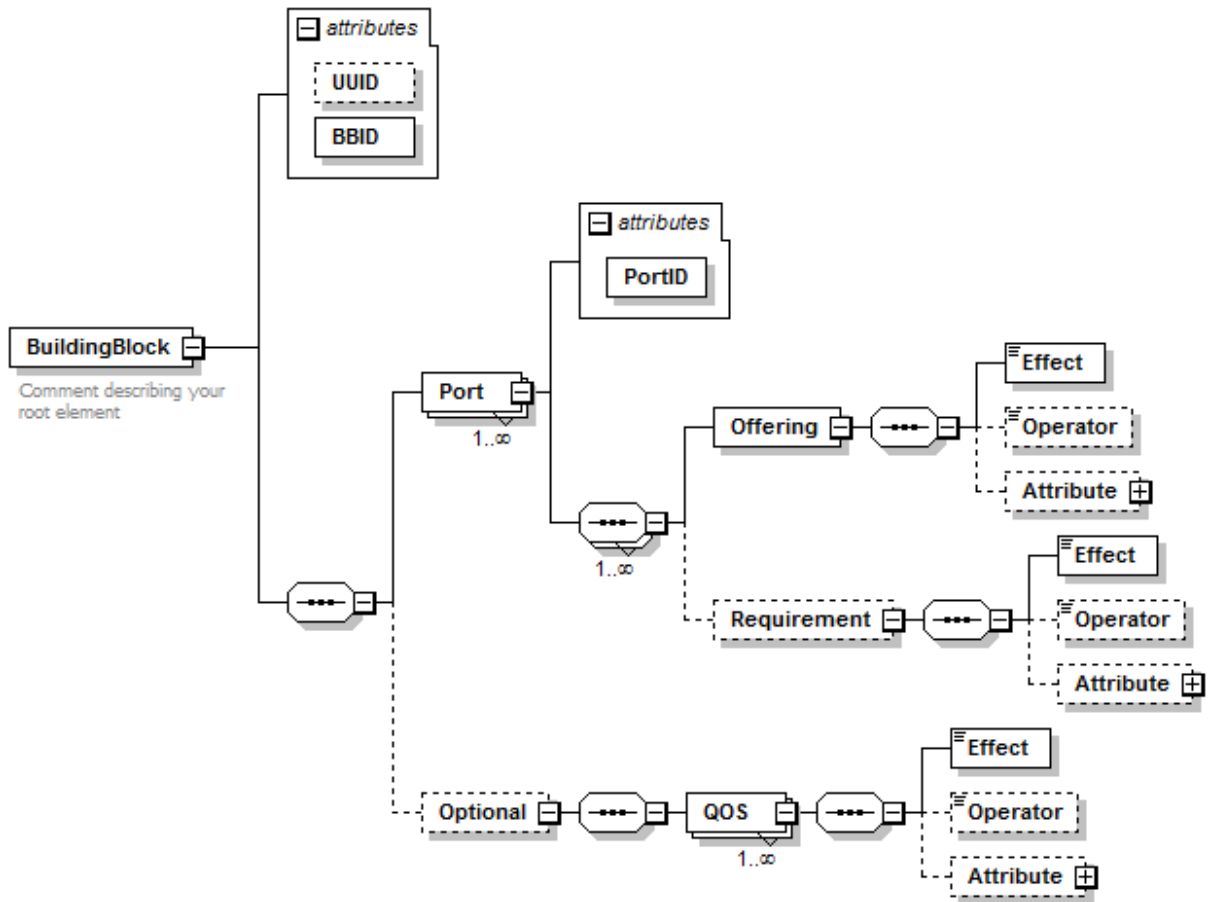 attributes
UUID
BBID
attributes
PortID
BuildingBlock
Comment describing your
root element
Port
1..∞
Effect
Offering
Operator
Attribute
1..∞
Effect
Requirement
Operator
Attribute
Effect
Optional
QOS
Operator
1..∞
Attribute